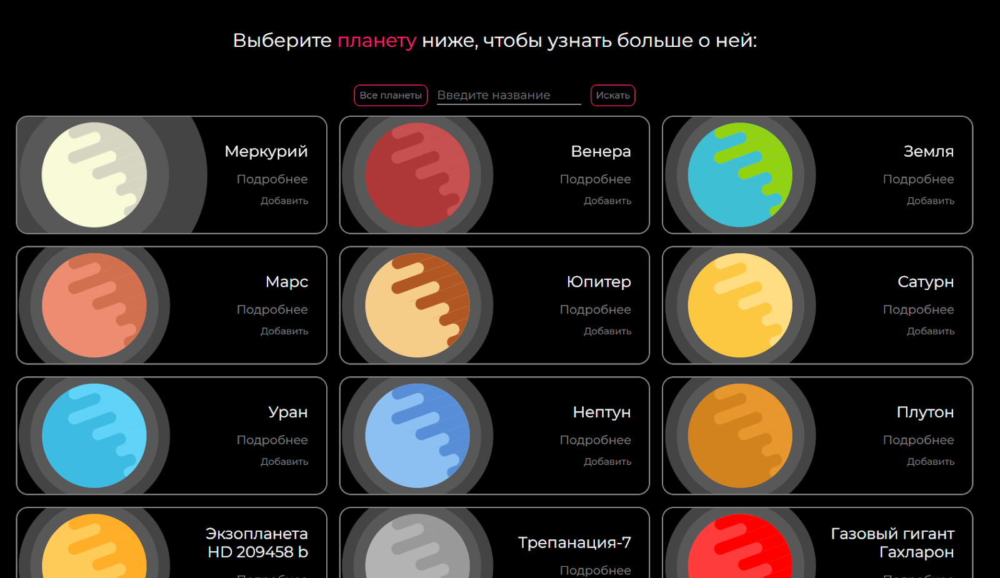 Выберите планету ниже, чтобы узнать больше о ней:
Все планеты Введите название Искать
Меркурий
Подробнее
Добавить
Венера
Подробнее
Добавить
Земля
Подробнее
Добавить
Марс
Подробнее
Добавить
Юпитер
Подробнее
Добавить
Сатурн
Подробнее
Добавить
Уран
Подробнее
Добавить
Нептун
Подробнее
Добавить
Плутон
Подробнее
Добавить
Экзопланета
HD 209458 b
Подробнее
Трепанация-7
Подробнее
Газовый гигант
Гахларон
Подробнее